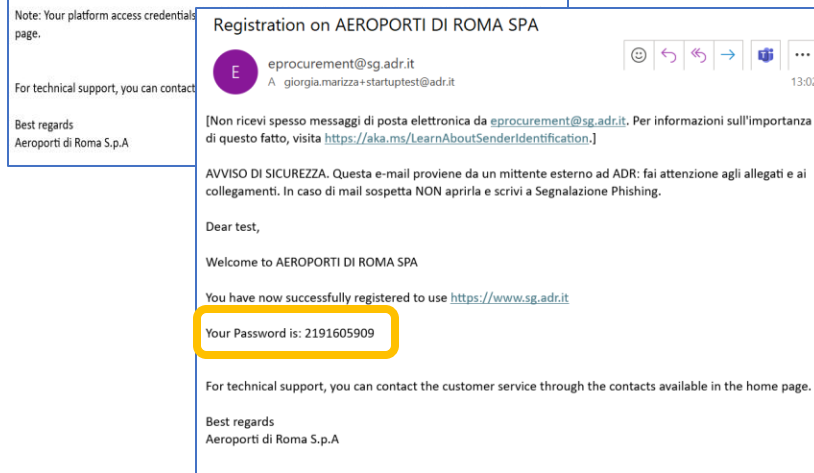 Note: Your platform access credentials
page.
For technical support, you can contact
Best regards
Aeroporti di Roma S.p.A
Registration on AEROPORTI DI ROMA SPA
E
eprocurement@sg.adr.it
A giorgia.marizza+startuptest@adr.it
13:02
[Non ricevi spesso messaggi di posta elettronica da eprocurement@sg.adr.it. Per informazioni sull'importanza
di questo fatto, visita https://aka.ms/LearnAboutSenderIdentification.]
AVVISO DI SICUREZZA. Questa e-mail proviene da un mittente esterno ad ADR: fai attenzione agli allegati e ai
collegamenti. In caso di mail sospetta NON aprirla e scrivi a Segnalazione Phishing.
Dear test,
Welcome to AEROPORTI DI ROMA SPA
You have now successfully registered to use https://www.sg.adr.it
Your Password is: 2191605909
For technical support, you can contact the customer service through the contacts available in the home page.
Best regards
Aeroporti di Roma S.p.A